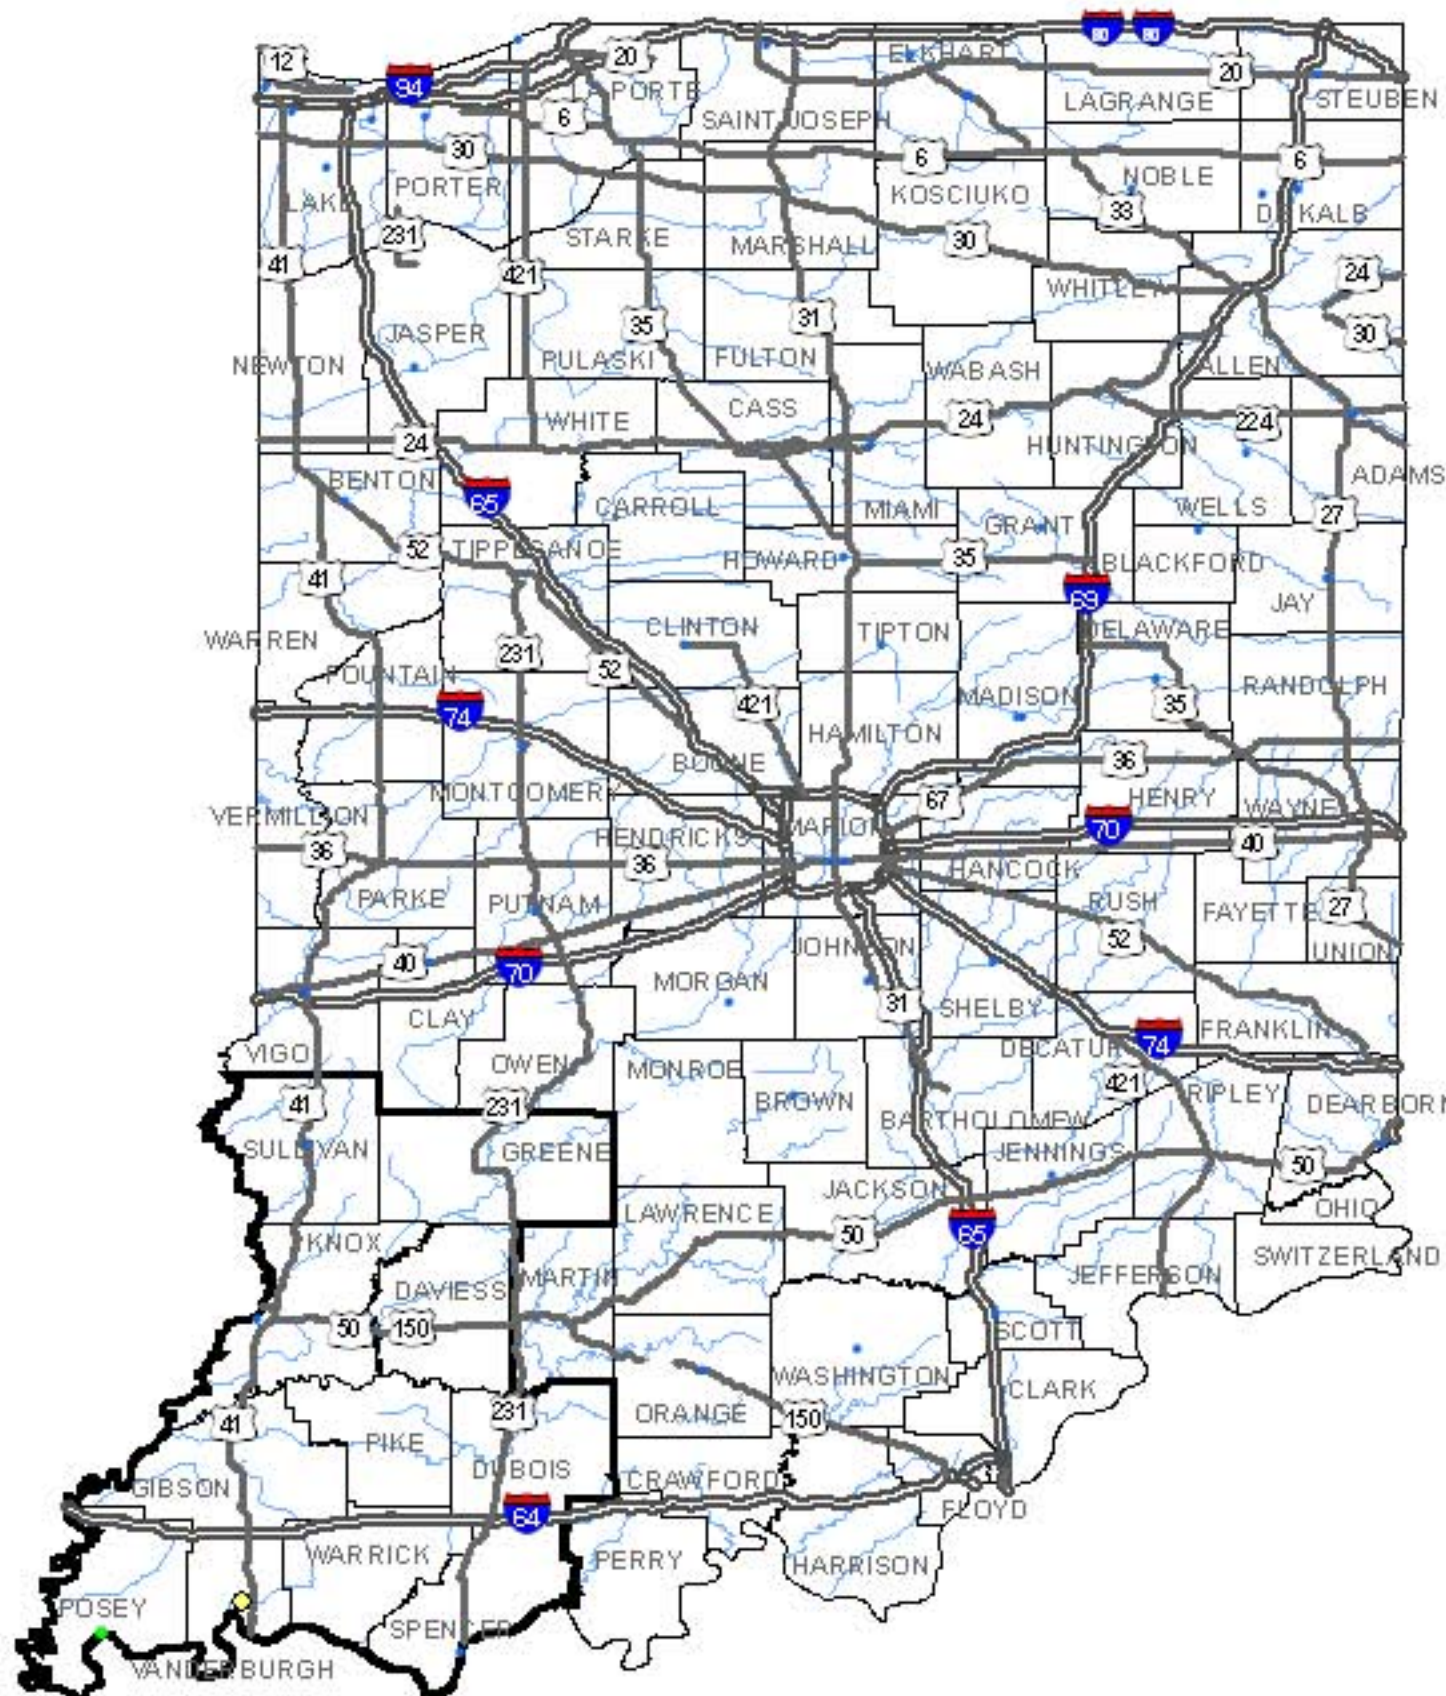 12
94
20
80
80
ELKHART
20
LAPORTE
LAGRANGE
STEUBEN
6
SAINT JOSEPH
30
6
6
LAKE
PORTER
KOSCIUKO
NOBLE
33
DE KALB
231
STARKE
MARSHALL
30
41
421
WHITLEY
24
JASPER
35
31
30
NEWTON
PULASKI
FULTON
WABASH
ALLEN
WHITE
CASS
24
224
24
HUNTINGTON
BENTON
65
CARROLL
MIAMI
GRANT
WELLS
ADAMS
27
52
TIPPESANOE
HOWARD
35
BLACKFORD
41
69
JAY
WARREN
231
52
CLINTON
TIPTON
DELAWARE
FOUNTAIN
421
MADISON
35
RANDOLPH
74
HAMILTON
BOONE
36
MONTGOMERY
67
HENRY
WAYNE
VERMILLION
HENDRICKS
MARION
70
40
36
36
HANCOCK
PARKE
PUTNAM
RUSH
FAYETTE
27
40
70
JOHNSON
52
UNION
MORGAN
31
SHELBY
CLAY
FRANKLIN
VIGO
OWEN
MONROE
DECATUR
74
421
RIPLEY
41
231
BROWN
BARTHOLOMEW
DEARBORN
SULLIVAN
GREENE
JENNINGS
50
JACKSON
LAWRENCE
OHIO
KNOX
50
65
SWITZERLAND
DAVIESS
MARTIN
JEFFERSON
50
150
SCOTT
WASHINGTON
CLARK
41
231
ORANGE
150
PIKE
DUBOIS
GIBSON
CRAWFORD
64
FLOYD
WARRICK
PERRY
HARRISON
POSEY
SPENCER
VANDERBURGH